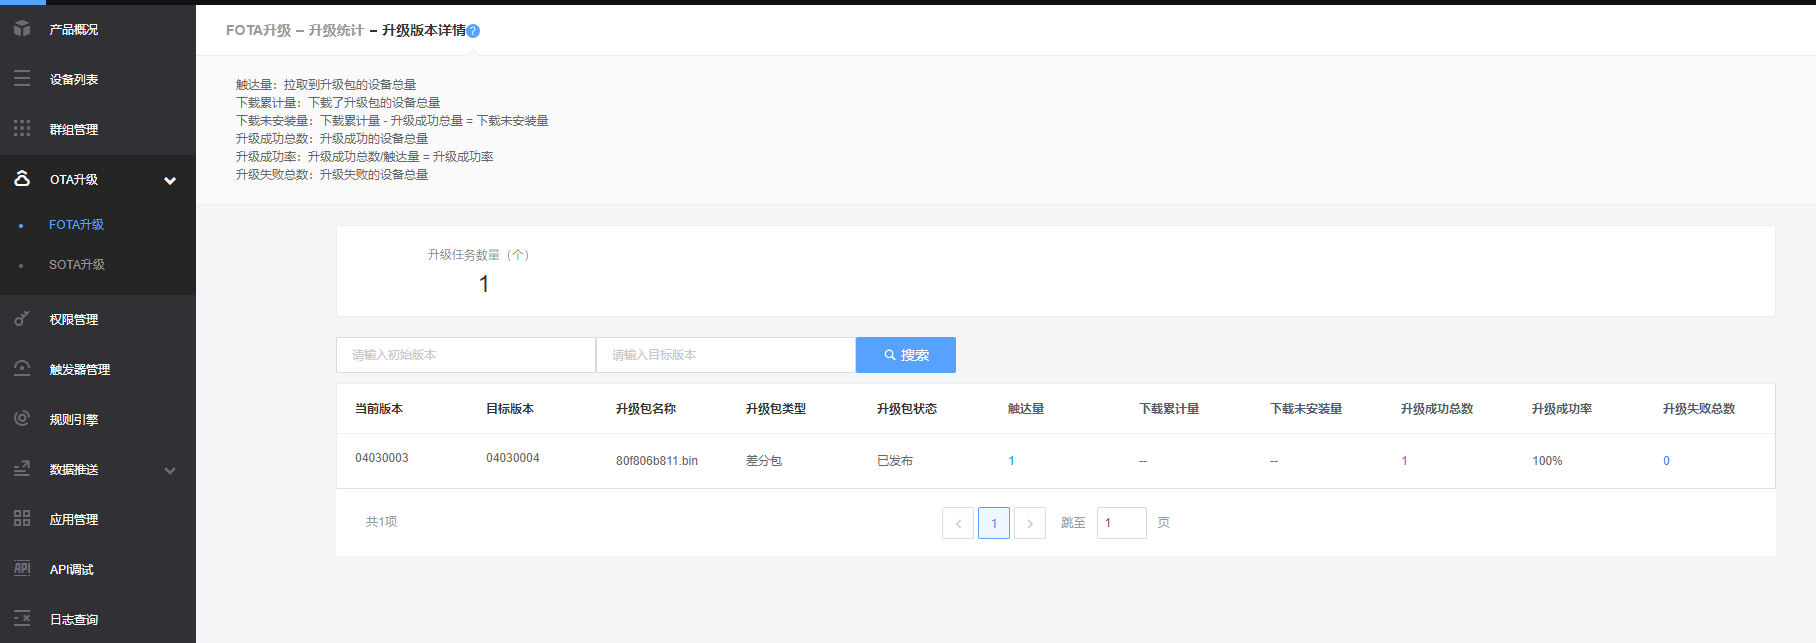 产品概况
设备列表
群组管理
OTA升级
FOTA升级
SOTA升级
权限管理
触发器管理
规则引擎
数据推送
应用管理
API调试
日志查询
FOTA升级 – 升级统计 – 升级版本详情?
触达量：拉取到升级包的设备总量
下载累计量：下载了升级包的设备总量
下载未安装量：下载累计量 - 升级成功总量 = 下载未安装量
升级成功总数：升级成功的设备总量
升级成功率：升级成功总数/触达量 = 升级成功率
升级失败总数：升级失败的设备总量
升级任务数量（个）
1
请输入初始版本 请输入目标版本 搜索
当前版本 目标版本 升级包名称 升级包类型 升级包状态 触达量 下载累计量 下载未安装量 升级成功总数 升级成功率 升级失败总数
04030003 04030004 80f806b811.bin 差分包 已发布 1 -- -- 1 100% 0
共1项 < 1 > 跳至 1 页